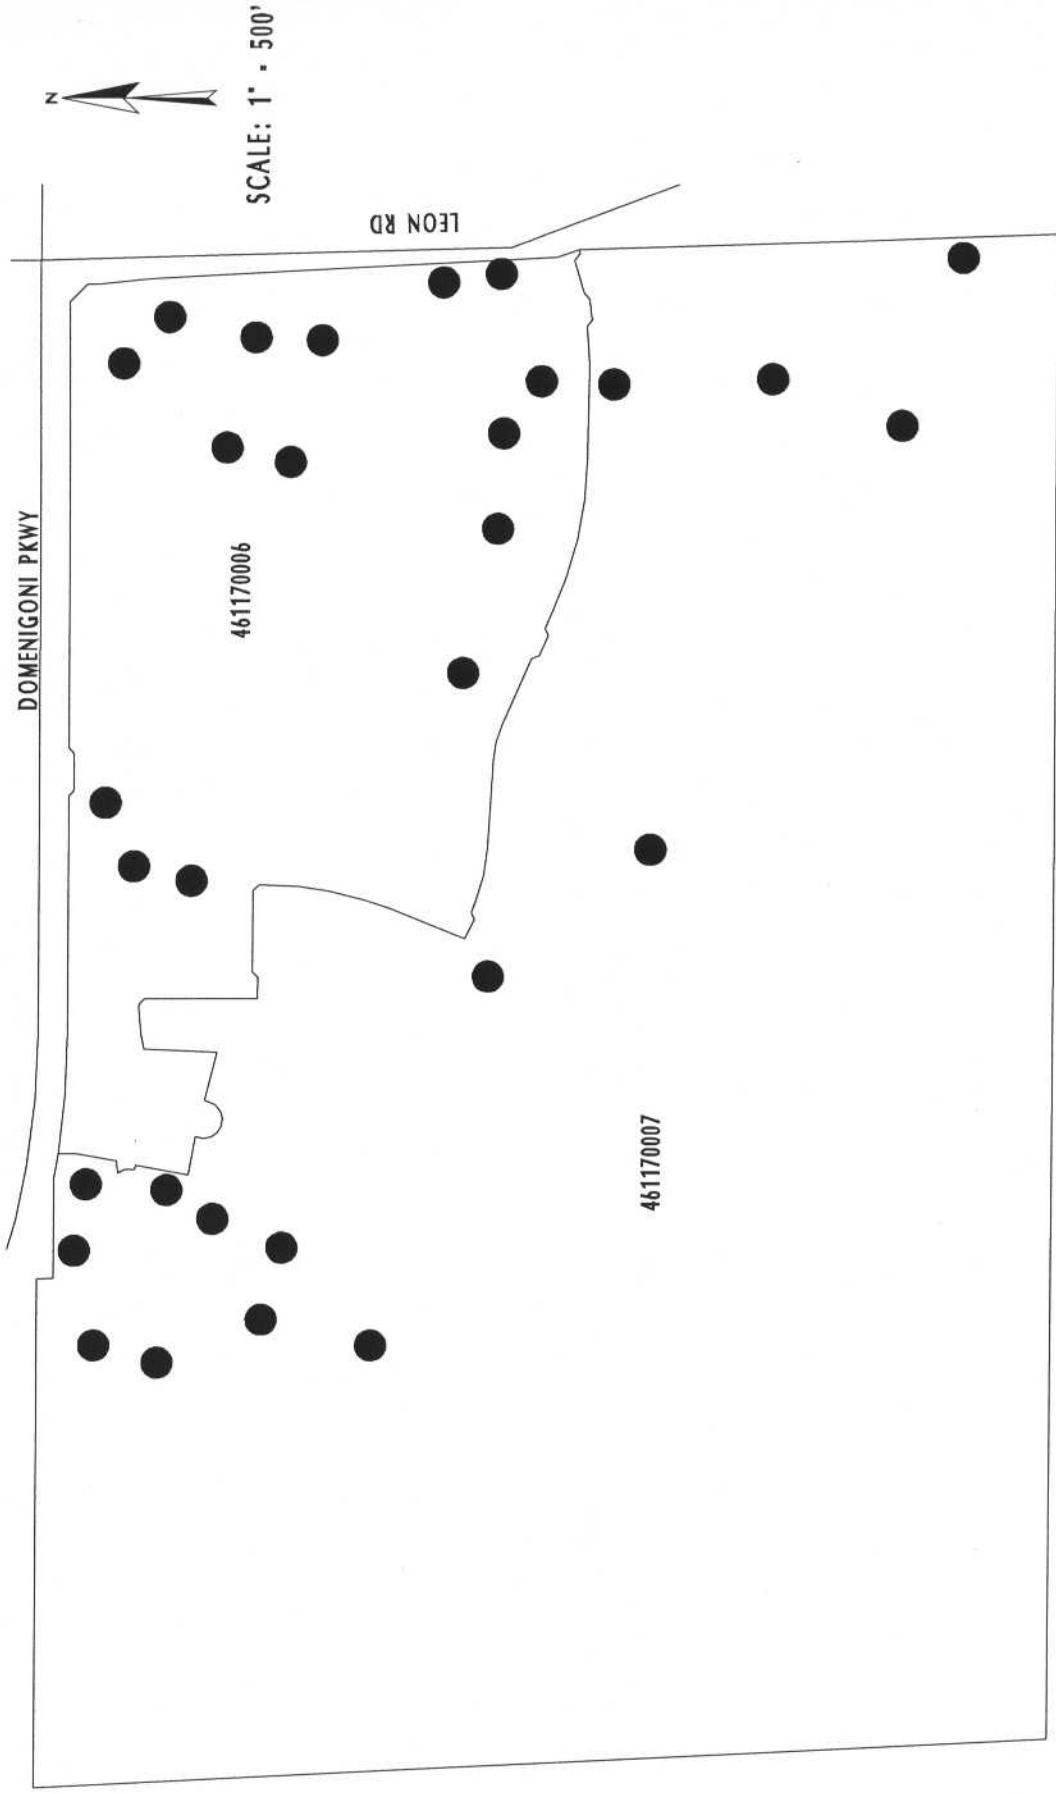 N
SCALE: 1" = 500'
DOMENIGONI PKWY
LEON RD
461170006
461170007